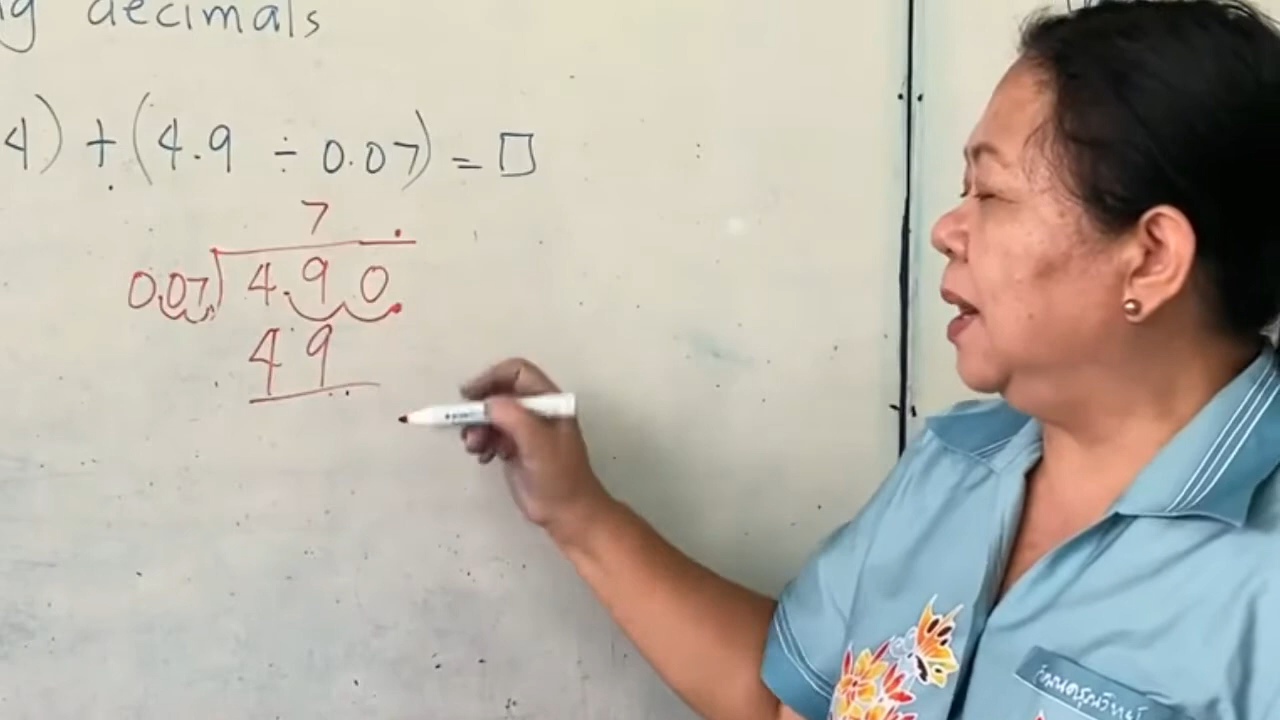 g decimals
4) + (4.9 ÷ 0.07) = □
7 .
0.07) 4.90.
49